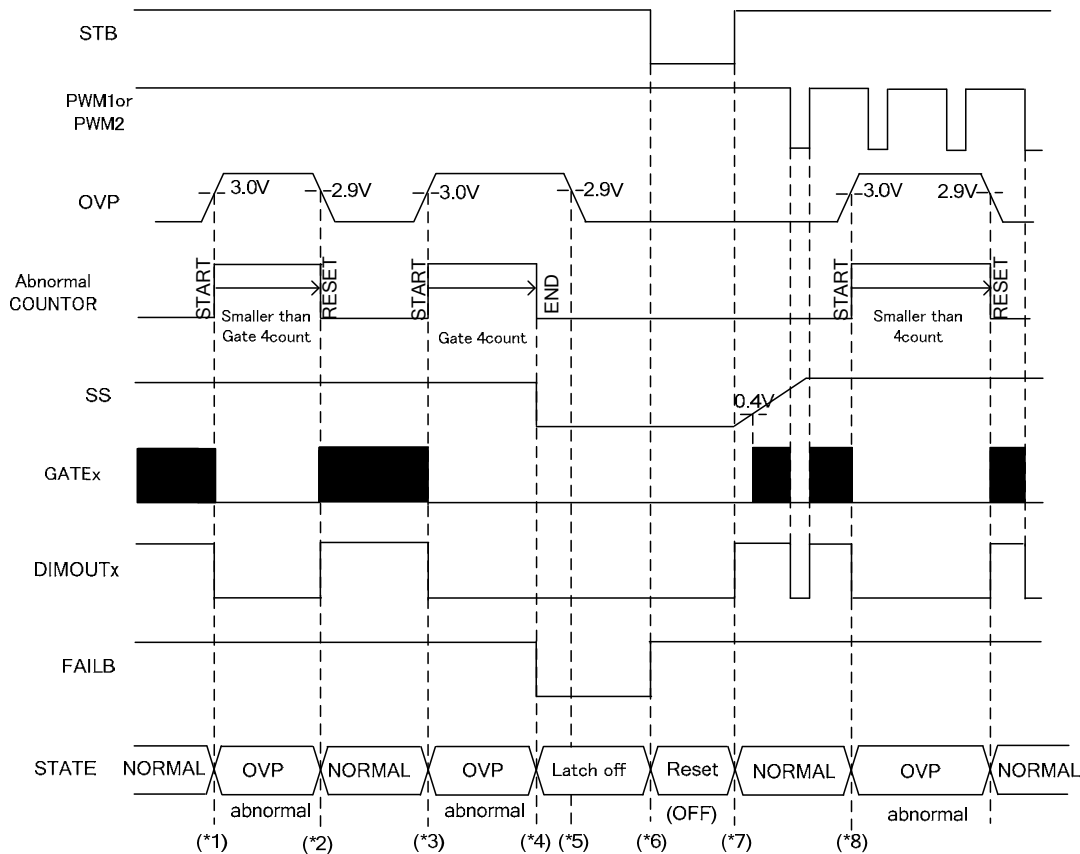 STB
PWM1or
PWM2
OVP
3.0V
2.9V
3.0V
2.9V
3.0V
2.9V
Abnormal
COUNTOR
START
RESET
START
END
START
RESET
Smaller than
Gate 4count
Gate 4count
Smaller than
4count
SS
0.4V
GATEx
DIMOUTx
FAILB
STATE
NORMAL
OVP
NORMAL
OVP
Latch off
Reset
NORMAL
OVP
NORMAL
abnormal
abnormal
(OFF)
abnormal
(*1)
(*2)
(*3)
(*4)
(*5)
(*6)
(*7)
(*8)